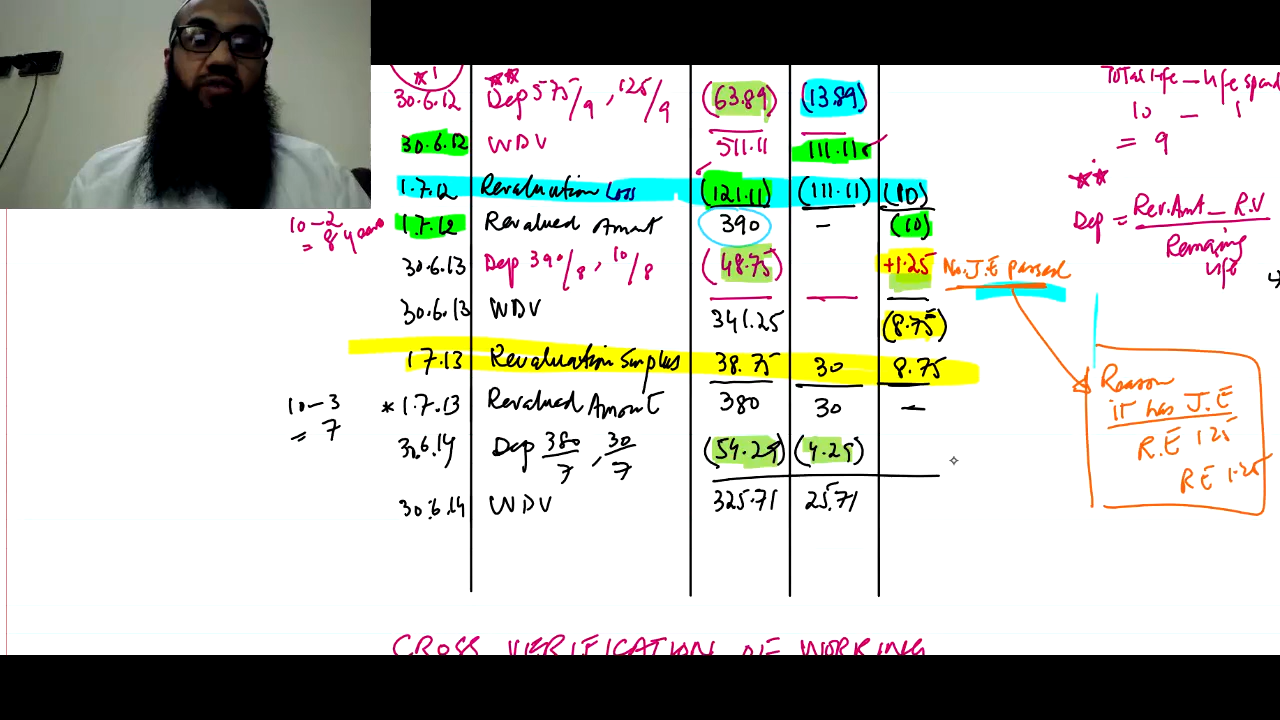 *1
30.6.12 Dep 575/9 , 125/9 (63.89) (13.89)
30.6.12 WDV 511.11 111.11
1.7.12 Revaluation Loss (121.11) (111.11) (10)
1.7.12 Revalued Amount 390 – (10)
10-2
= 8 years
30.6.13 Dep 390/8 , 10/8 (48.75) +1.25
30.6.13 WDV 341.25 (8.75)
1.7.13 Revaluation Surplus 38.75 30 8.75
10-3
= 7
*1.7.13 Revalued Amount 380 30 –
30.6.14 Dep 380/7 , 30/7 (54.29) (4.29)
30.6.14 WDV 325.71 25.71
CROSS VERIFICATION OF WORKING
Total life – life spend
10 – 1
= 9
**
Dep = Rev. Amt – R.V
Remaining life
No J.E passed
Reason
it has J.E
R.E 1.25
RE 1.25